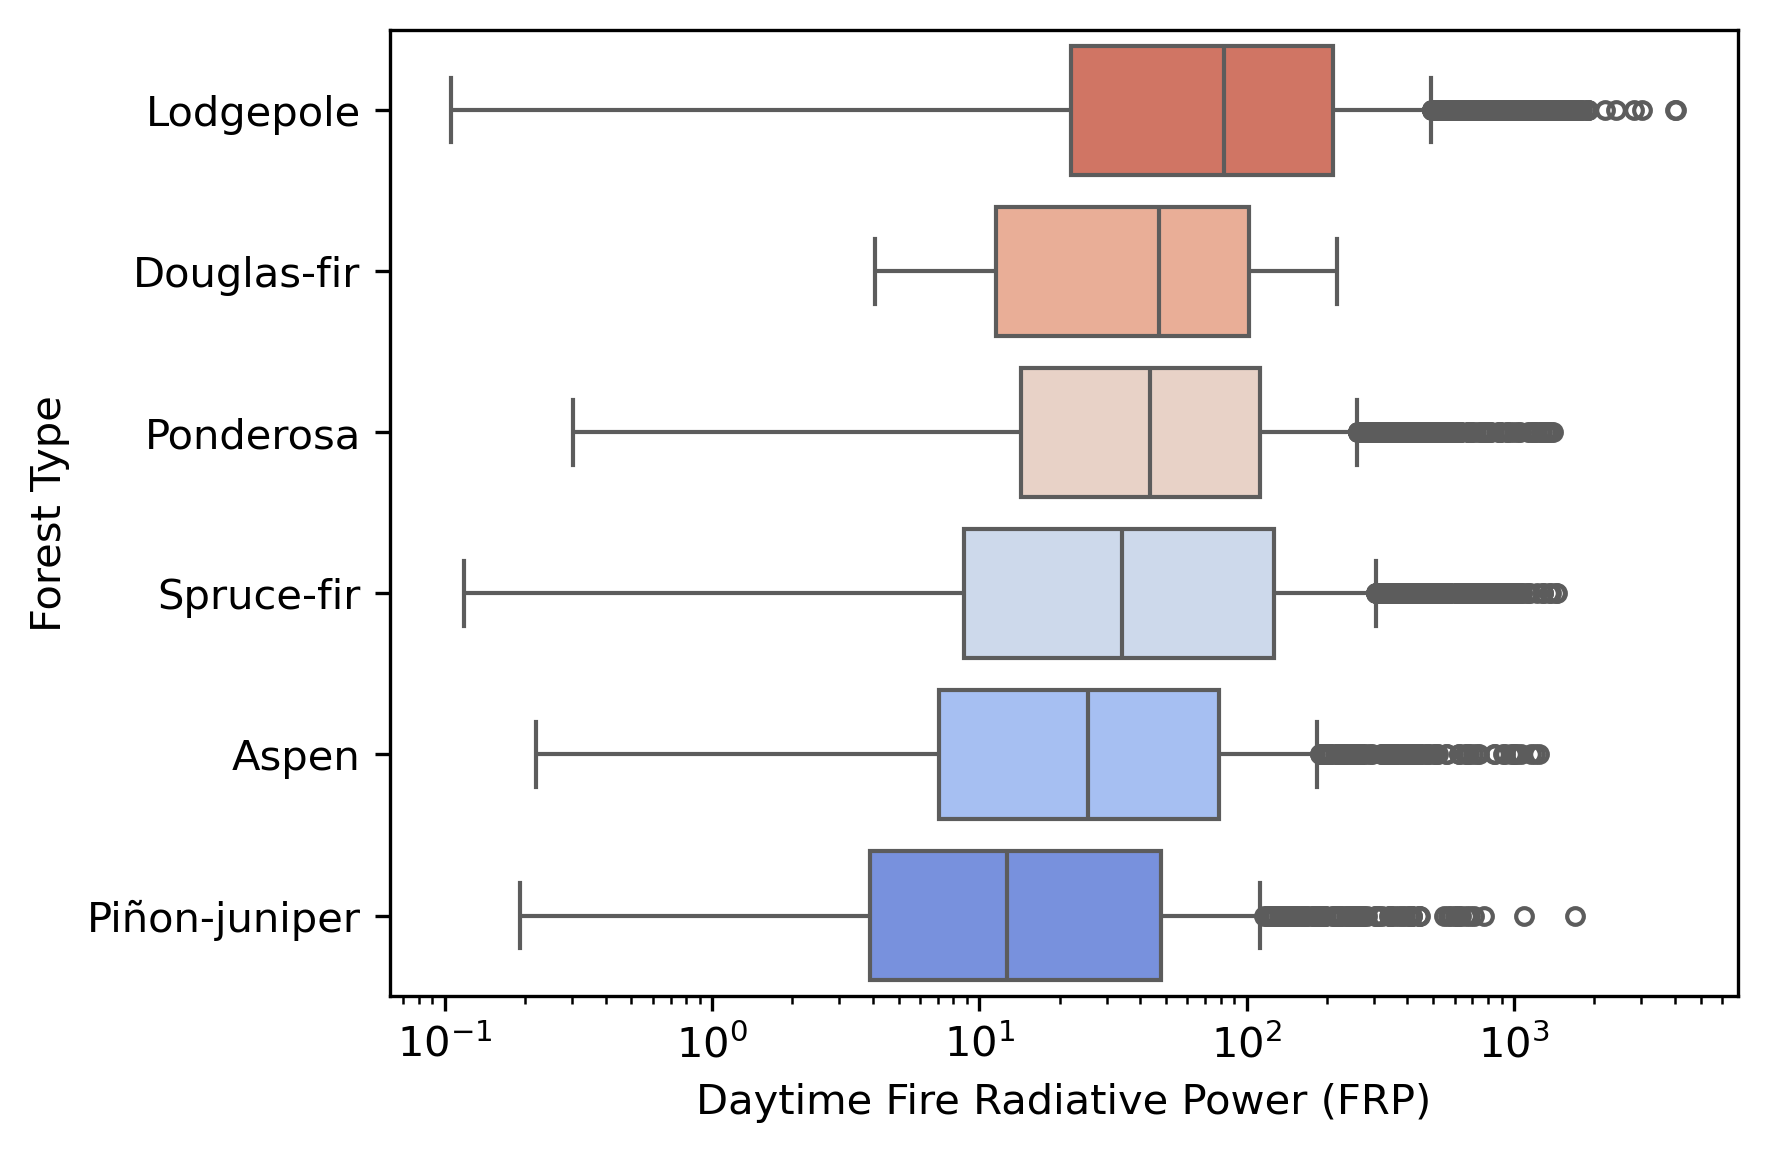 Lodgepole
Douglas-fir
Ponderosa
Spruce-fir
Aspen
Piñon-juniper
Forest Type
10⁻¹ 10⁰ 10¹ 10² 10³
Daytime Fire Radiative Power (FRP)